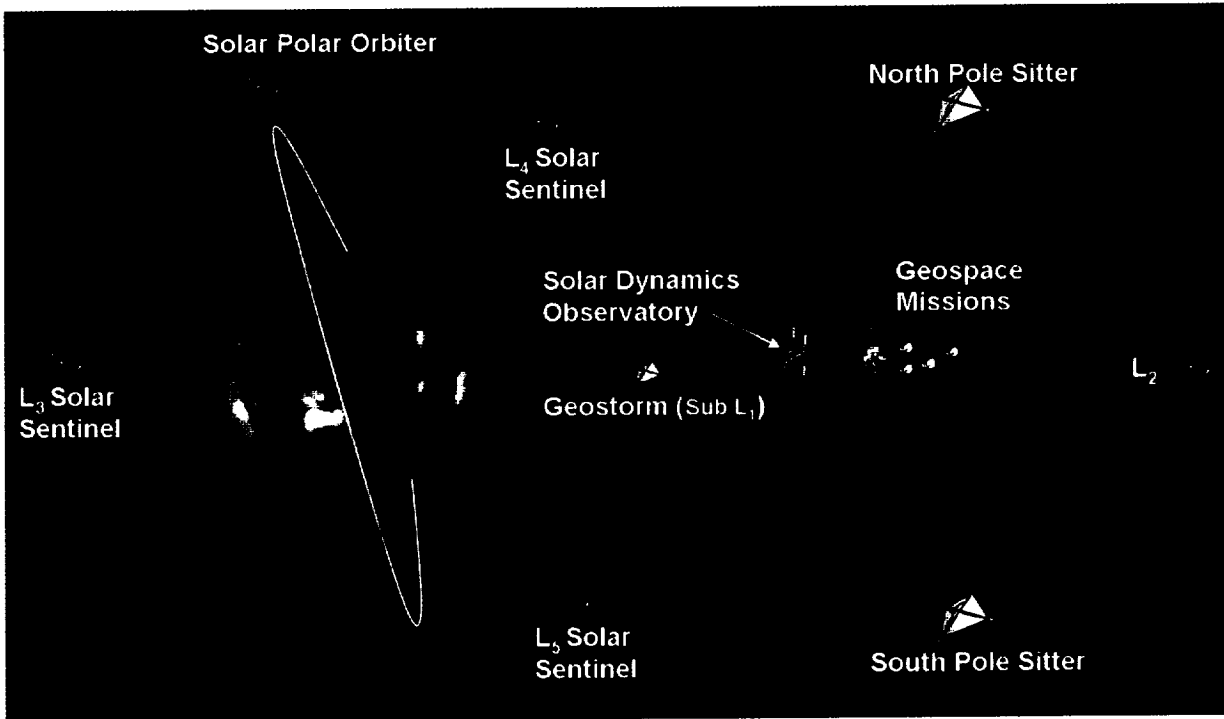 Solar Polar Orbiter
North Pole Sitter
L₄ Solar
Sentinel
Solar Dynamics
Observatory
Geospace
Missions
L₃ Solar
Sentinel
Geostorm (Sub L₁)
L₂
L₅ Solar
Sentinel
South Pole Sitter